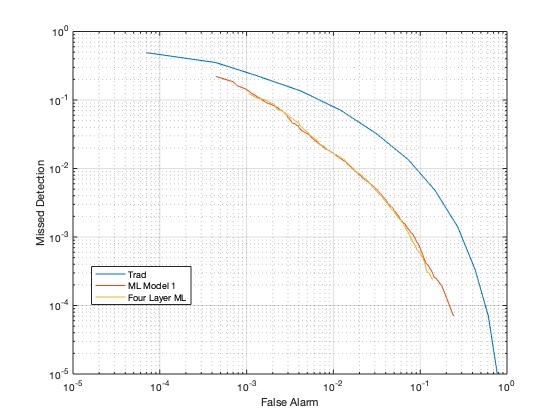 10^0
10^-1
10^-2
10^-3
10^-4
10^-5
Missed Detection
Trad
ML Model 1
Four Layer ML
10^-5 10^-4 10^-3 10^-2 10^-1 10^0
False Alarm